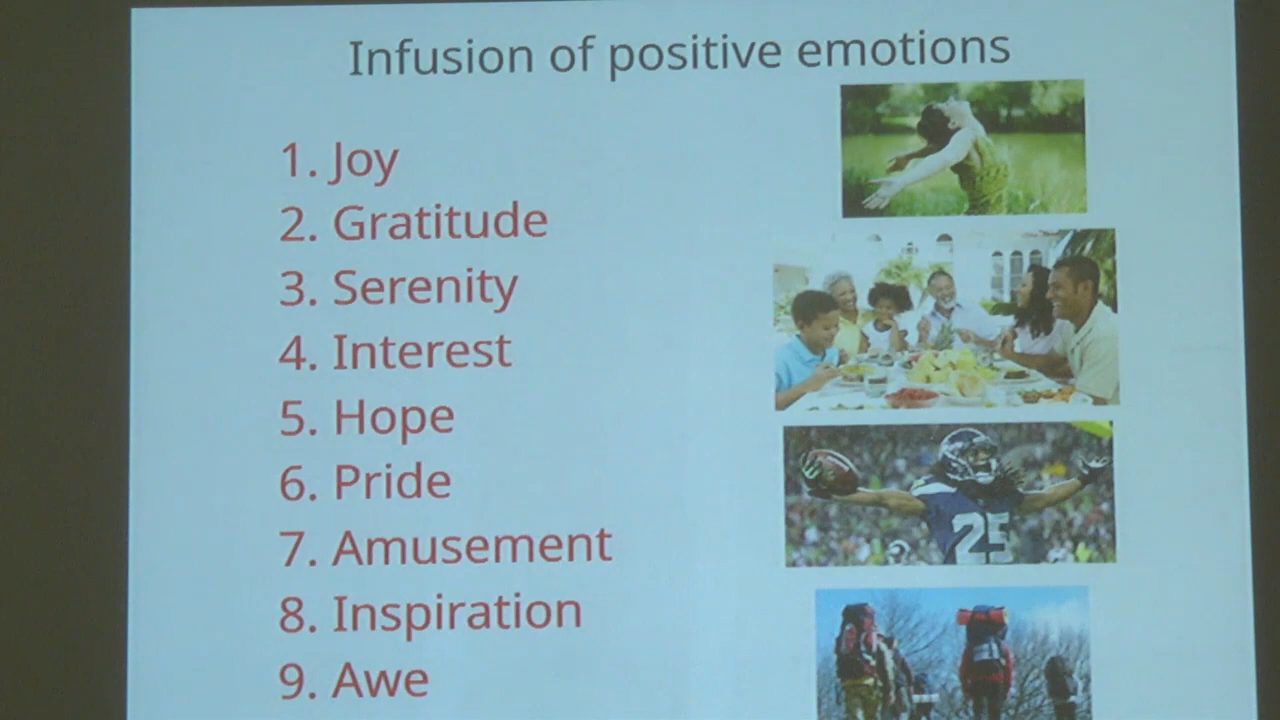 Infusion of positive emotions
1. Joy
2. Gratitude
3. Serenity
4. Interest
5. Hope
6. Pride
7. Amusement
8. Inspiration
9. Awe
25